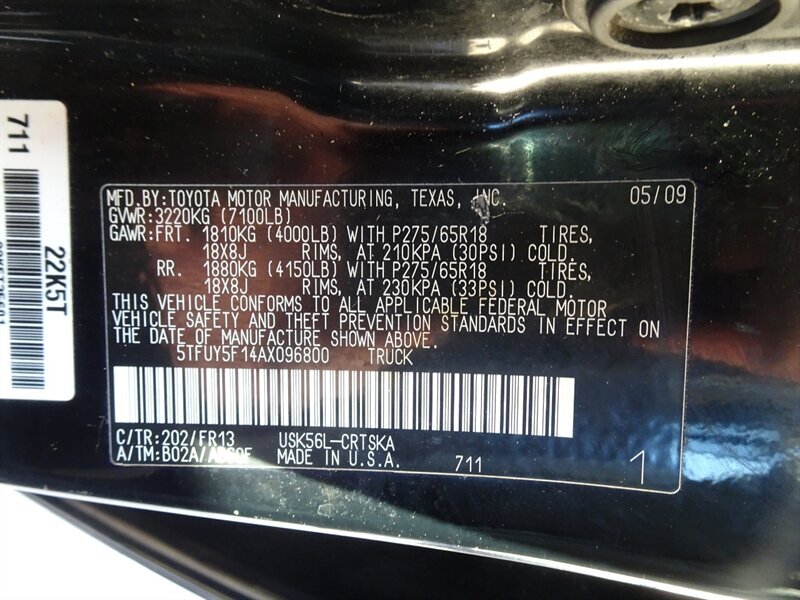 711
22K5T
MFD.BY:TOYOTA MOTOR MANUFACTURING, TEXAS, INC. 05/09
GVWR:3220KG (7100LB)
GAWR:FRT. 1810KG (4000LB) WITH P275/65R18 TIRES,
18X8J RIMS, AT 210KPA (30PSI) COLD.
RR. 1880KG (4150LB) WITH P275/65R18 TIRES,
18X8J RIMS, AT 230KPA (33PSI) COLD.
THIS VEHICLE CONFORMS TO ALL APPLICABLE FEDERAL MOTOR
VEHICLE SAFETY AND THEFT PREVENTION STANDARDS IN EFFECT ON
THE DATE OF MANUFACTURE SHOWN ABOVE.
5TFUY5F14AX096800 TRUCK
C/TR:202/FR13 USK56L-CRTSKA
A/TM:B02A/ MADE IN U.S.A. 711 1